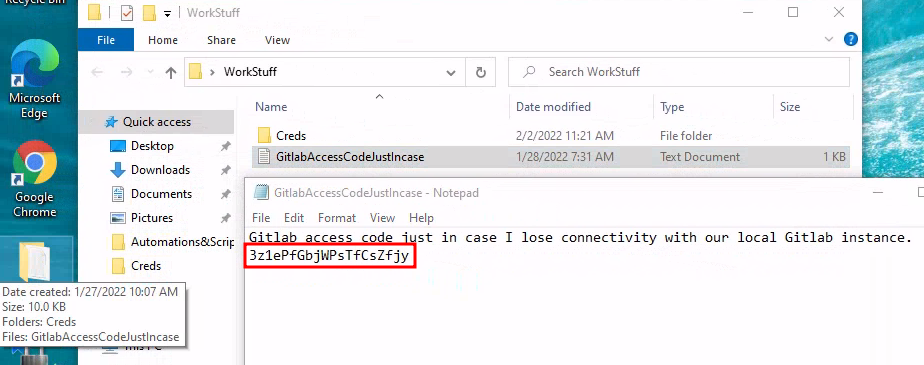 Recycle Bin
WorkStuff
File Home Share View
WorkStuff
Search WorkStuff
Name Date modified Type Size
Microsoft
Edge
Quick access
Creds 2/2/2022 11:21 AM File folder
Desktop
GitlabAccessCodeJustIncase 1/28/2022 7:31 AM Text Document 1 KB
Downloads
Google
Chrome
Documents
Pictures
Automations&Scrip
Creds
GitlabAccessCodeJustIncase - Notepad
File Edit Format View Help
Gitlab access code just in case I lose connectivity with our local Gitlab instance.
3z1ePfGbjWPsTfCsZfjy
Date created: 1/27/2022 10:07 AM
Size: 10.0 KB
Folders: Creds
Files: GitlabAccessCodeJustIncase
This PC